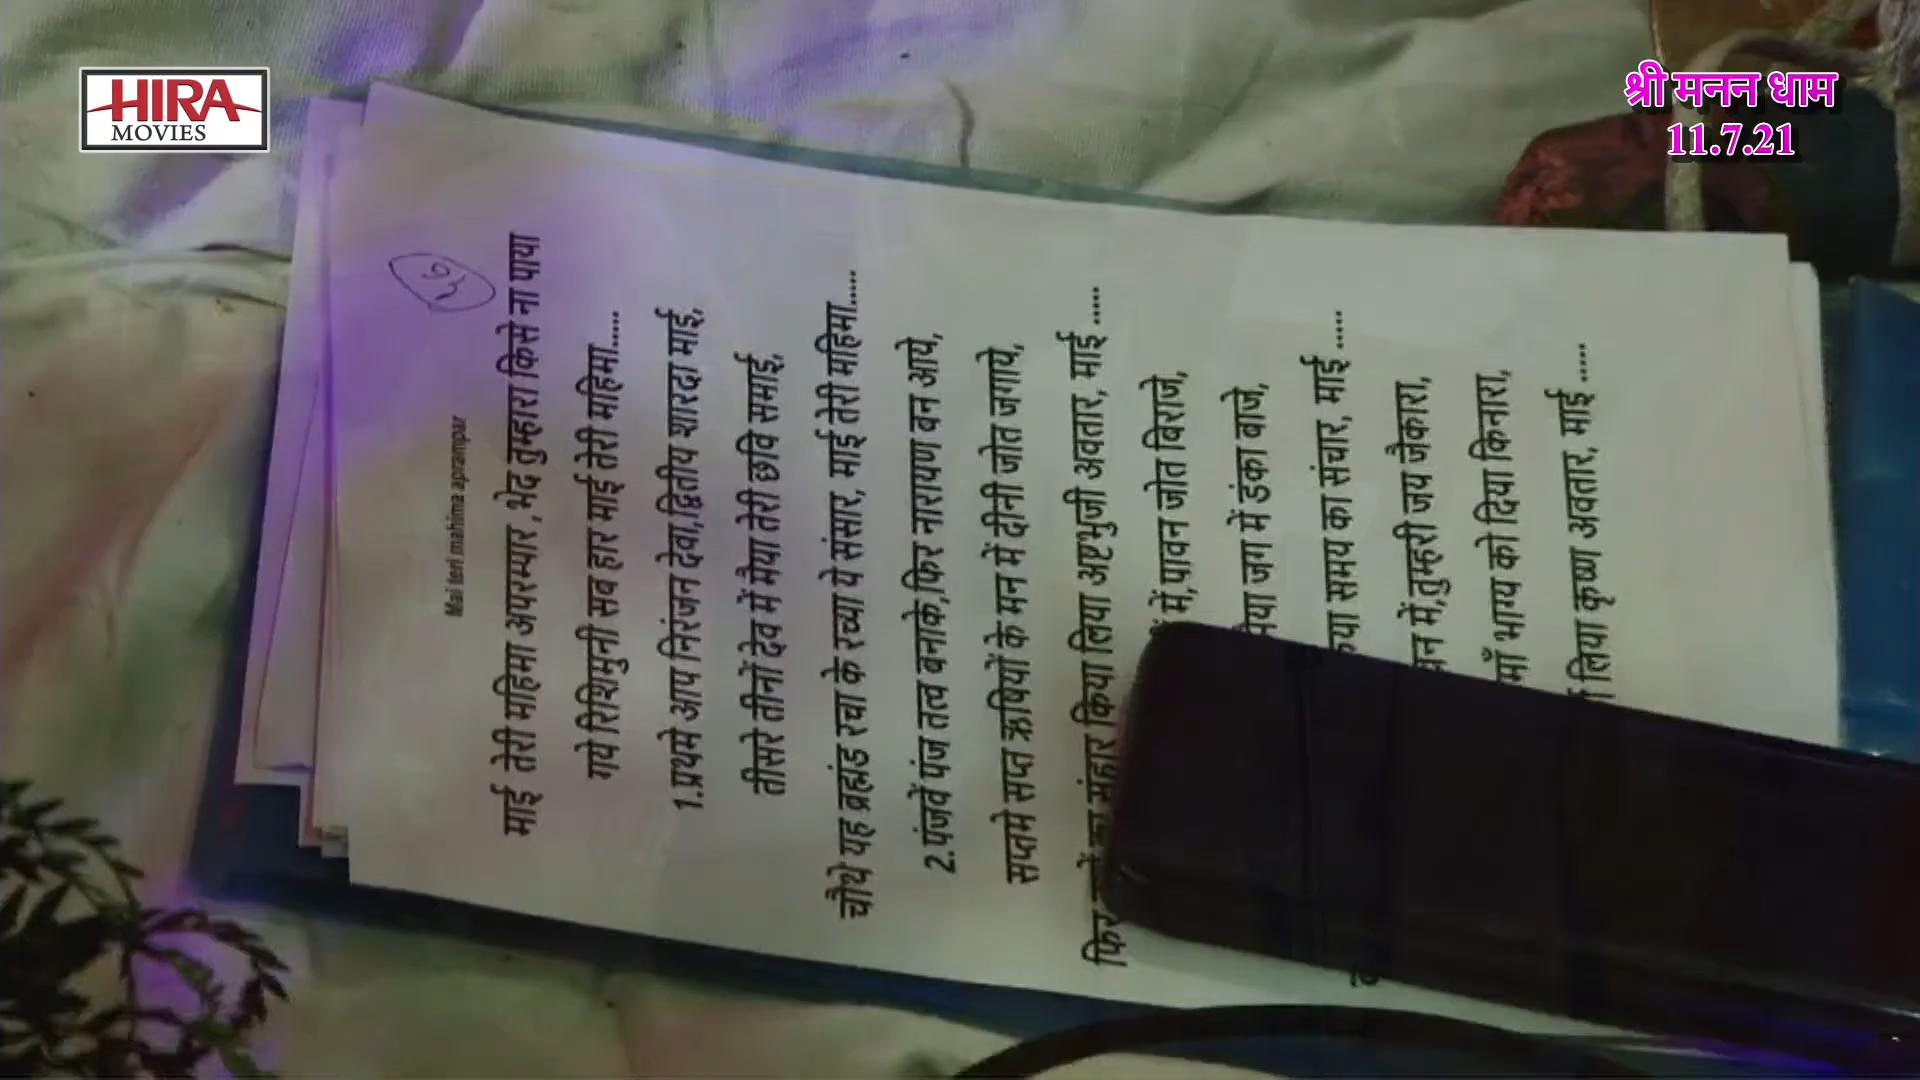 HIRA
MOVIES
श्री मनन धाम
11.7.21
Mai teri mahima aprampar
माई तेरी महिमा अपरम्पार ,भेद तुम्हारा किसे ना पाया
गये रिशिमुनी सब हार माई तेरी महिमा.....
1.प्रथमे आप निरंजन देवा,द्वितीय शारदा माई,
तीसरे तीनों देव में मैया तेरी छवि समाई,
चौथे यह ब्रह्मांड रचा के रच्या ये संसार, माई तेरी महिमा.....
2.पंजवें पंज तत्व बनाके,फिर नारायण बन आये,
सप्तमे सप्त ऋषियों के मन में दीनी जोत जगाये,
फिर का संहार किया लिया अष्टभुजी अवतार, माई .....
में,पावन जोत बिराजे,
जग में डंका बाजे,
समय का संचार, माई ......
में,तुम्हरी जय जैकारा,
माँ भाग्य को दिया किनारा,
लिया कृष्णा अवतार, माई .....